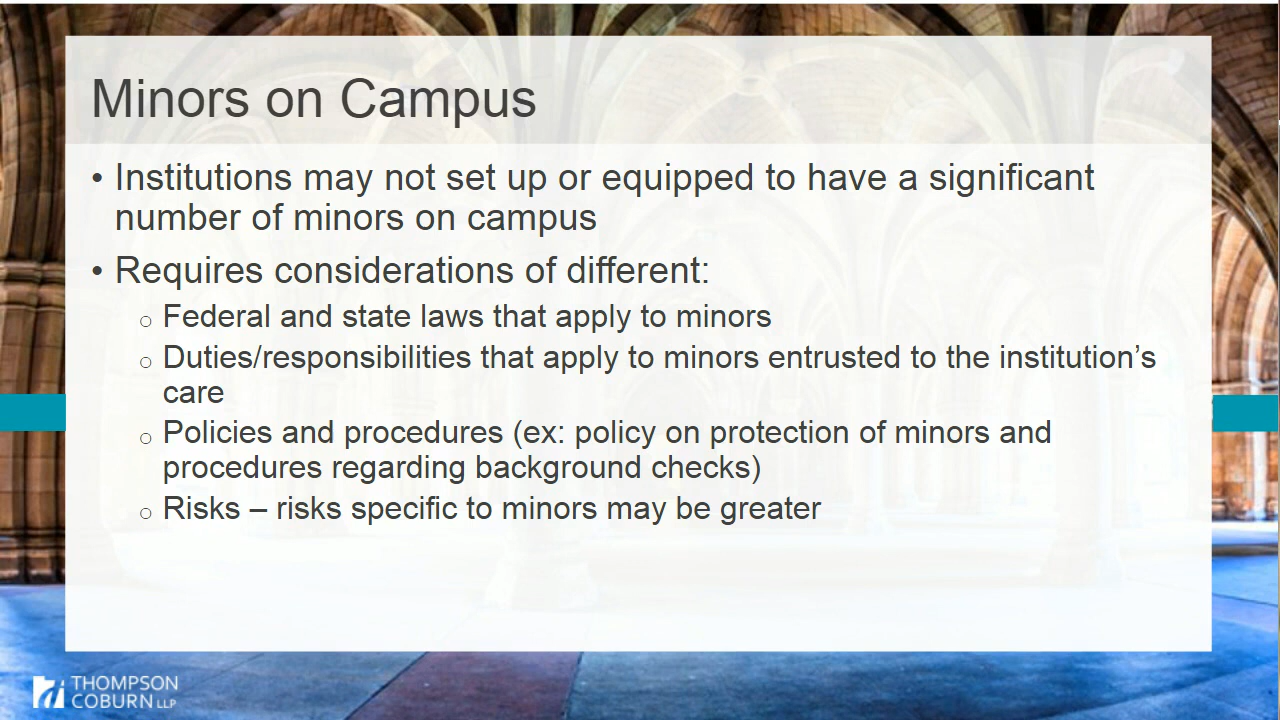 Minors on Campus
• Institutions may not set up or equipped to have a significant
number of minors on campus
• Requires considerations of different:
o Federal and state laws that apply to minors
o Duties/responsibilities that apply to minors entrusted to the institution’s
care
o Policies and procedures (ex: policy on protection of minors and
procedures regarding background checks)
o Risks – risks specific to minors may be greater
THOMPSON
COBURN LLP